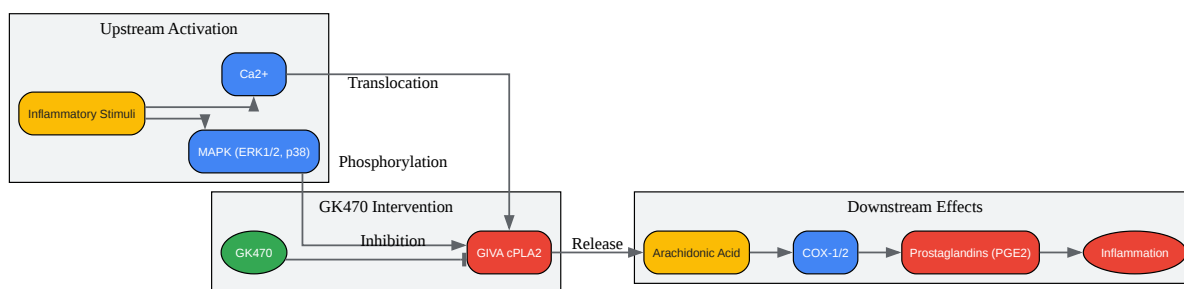 Upstream Activation
Ca2+
Translocation
Inflammatory Stimuli
MAPK (ERK1/2, p38)
Phosphorylation
GK470 Intervention
Inhibition
GK470
GIVA cPLA2
Release
Downstream Effects
Arachidonic Acid
COX-1/2
Prostaglandins (PGE2)
Inflammation